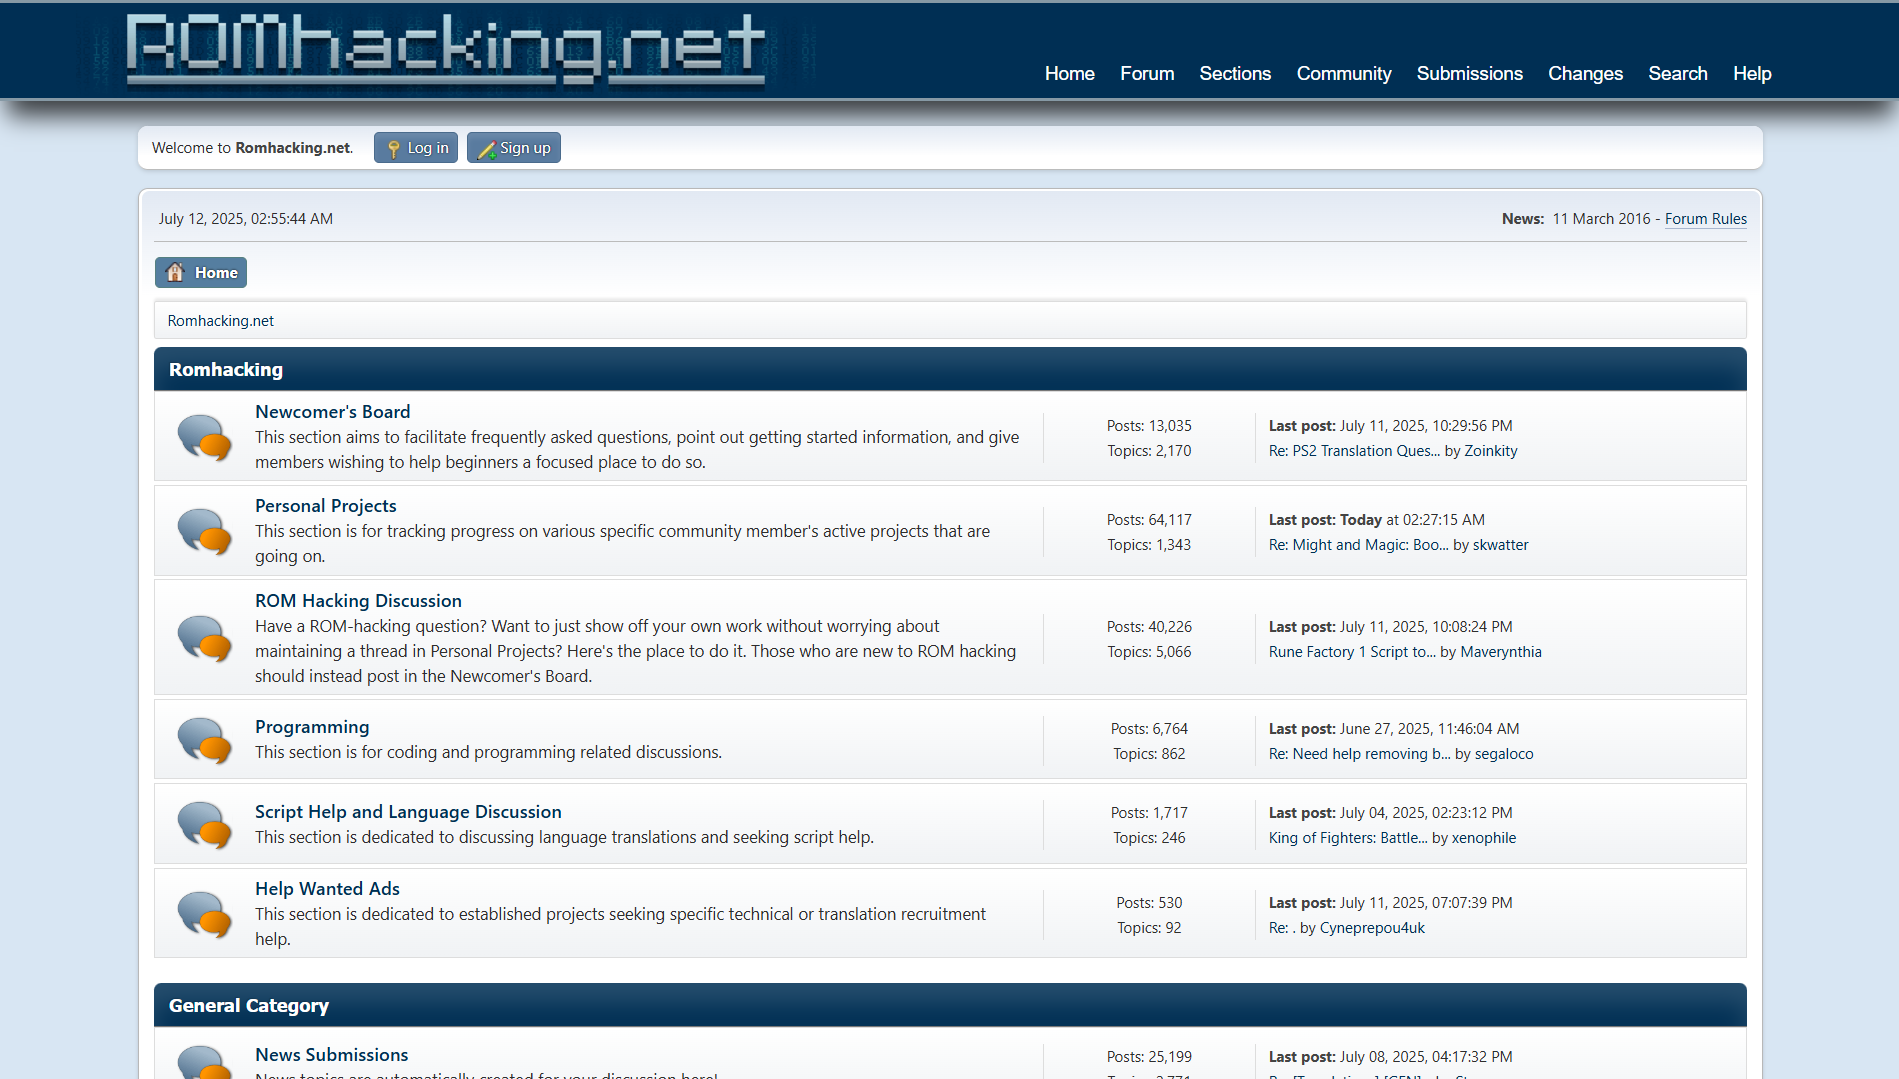 ROMhacking.net
Home Forum Sections Community Submissions Changes Search Help
Welcome to Romhacking.net. Log in Sign up
July 12, 2025, 02:55:44 AM
News: 11 March 2016 - Forum Rules
Home
Romhacking.net
Romhacking
Newcomer's Board
This section aims to facilitate frequently asked questions, point out getting started information, and give
members wishing to help beginners a focused place to do so.
Posts: 13,035
Topics: 2,170
Last post: July 11, 2025, 10:29:56 PM
Re: PS2 Translation Ques... by Zoinkity
Personal Projects
This section is for tracking progress on various specific community member's active projects that are
going on.
Posts: 64,117
Topics: 1,343
Last post: Today at 02:27:15 AM
Re: Might and Magic: Boo... by skwatter
ROM Hacking Discussion
Have a ROM-hacking question? Want to just show off your own work without worrying about
maintaining a thread in Personal Projects? Here's the place to do it. Those who are new to ROM hacking
should instead post in the Newcomer's Board.
Posts: 40,226
Topics: 5,066
Last post: July 11, 2025, 10:08:24 PM
Rune Factory 1 Script to... by Maverynthia
Programming
This section is for coding and programming related discussions.
Posts: 6,764
Topics: 862
Last post: June 27, 2025, 11:46:04 AM
Re: Need help removing b... by segaloco
Script Help and Language Discussion
This section is dedicated to discussing language translations and seeking script help.
Posts: 1,717
Topics: 246
Last post: July 04, 2025, 02:23:12 PM
King of Fighters: Battle... by xenophile
Help Wanted Ads
This section is dedicated to established projects seeking specific technical or translation recruitment
help.
Posts: 530
Topics: 92
Last post: July 11, 2025, 07:07:39 PM
Re: . by Cyneprepou4uk
General Category
News Submissions
News topics are automatically created for your discussion here!
Posts: 25,199
Last post: July 08, 2025, 04:17:32 PM